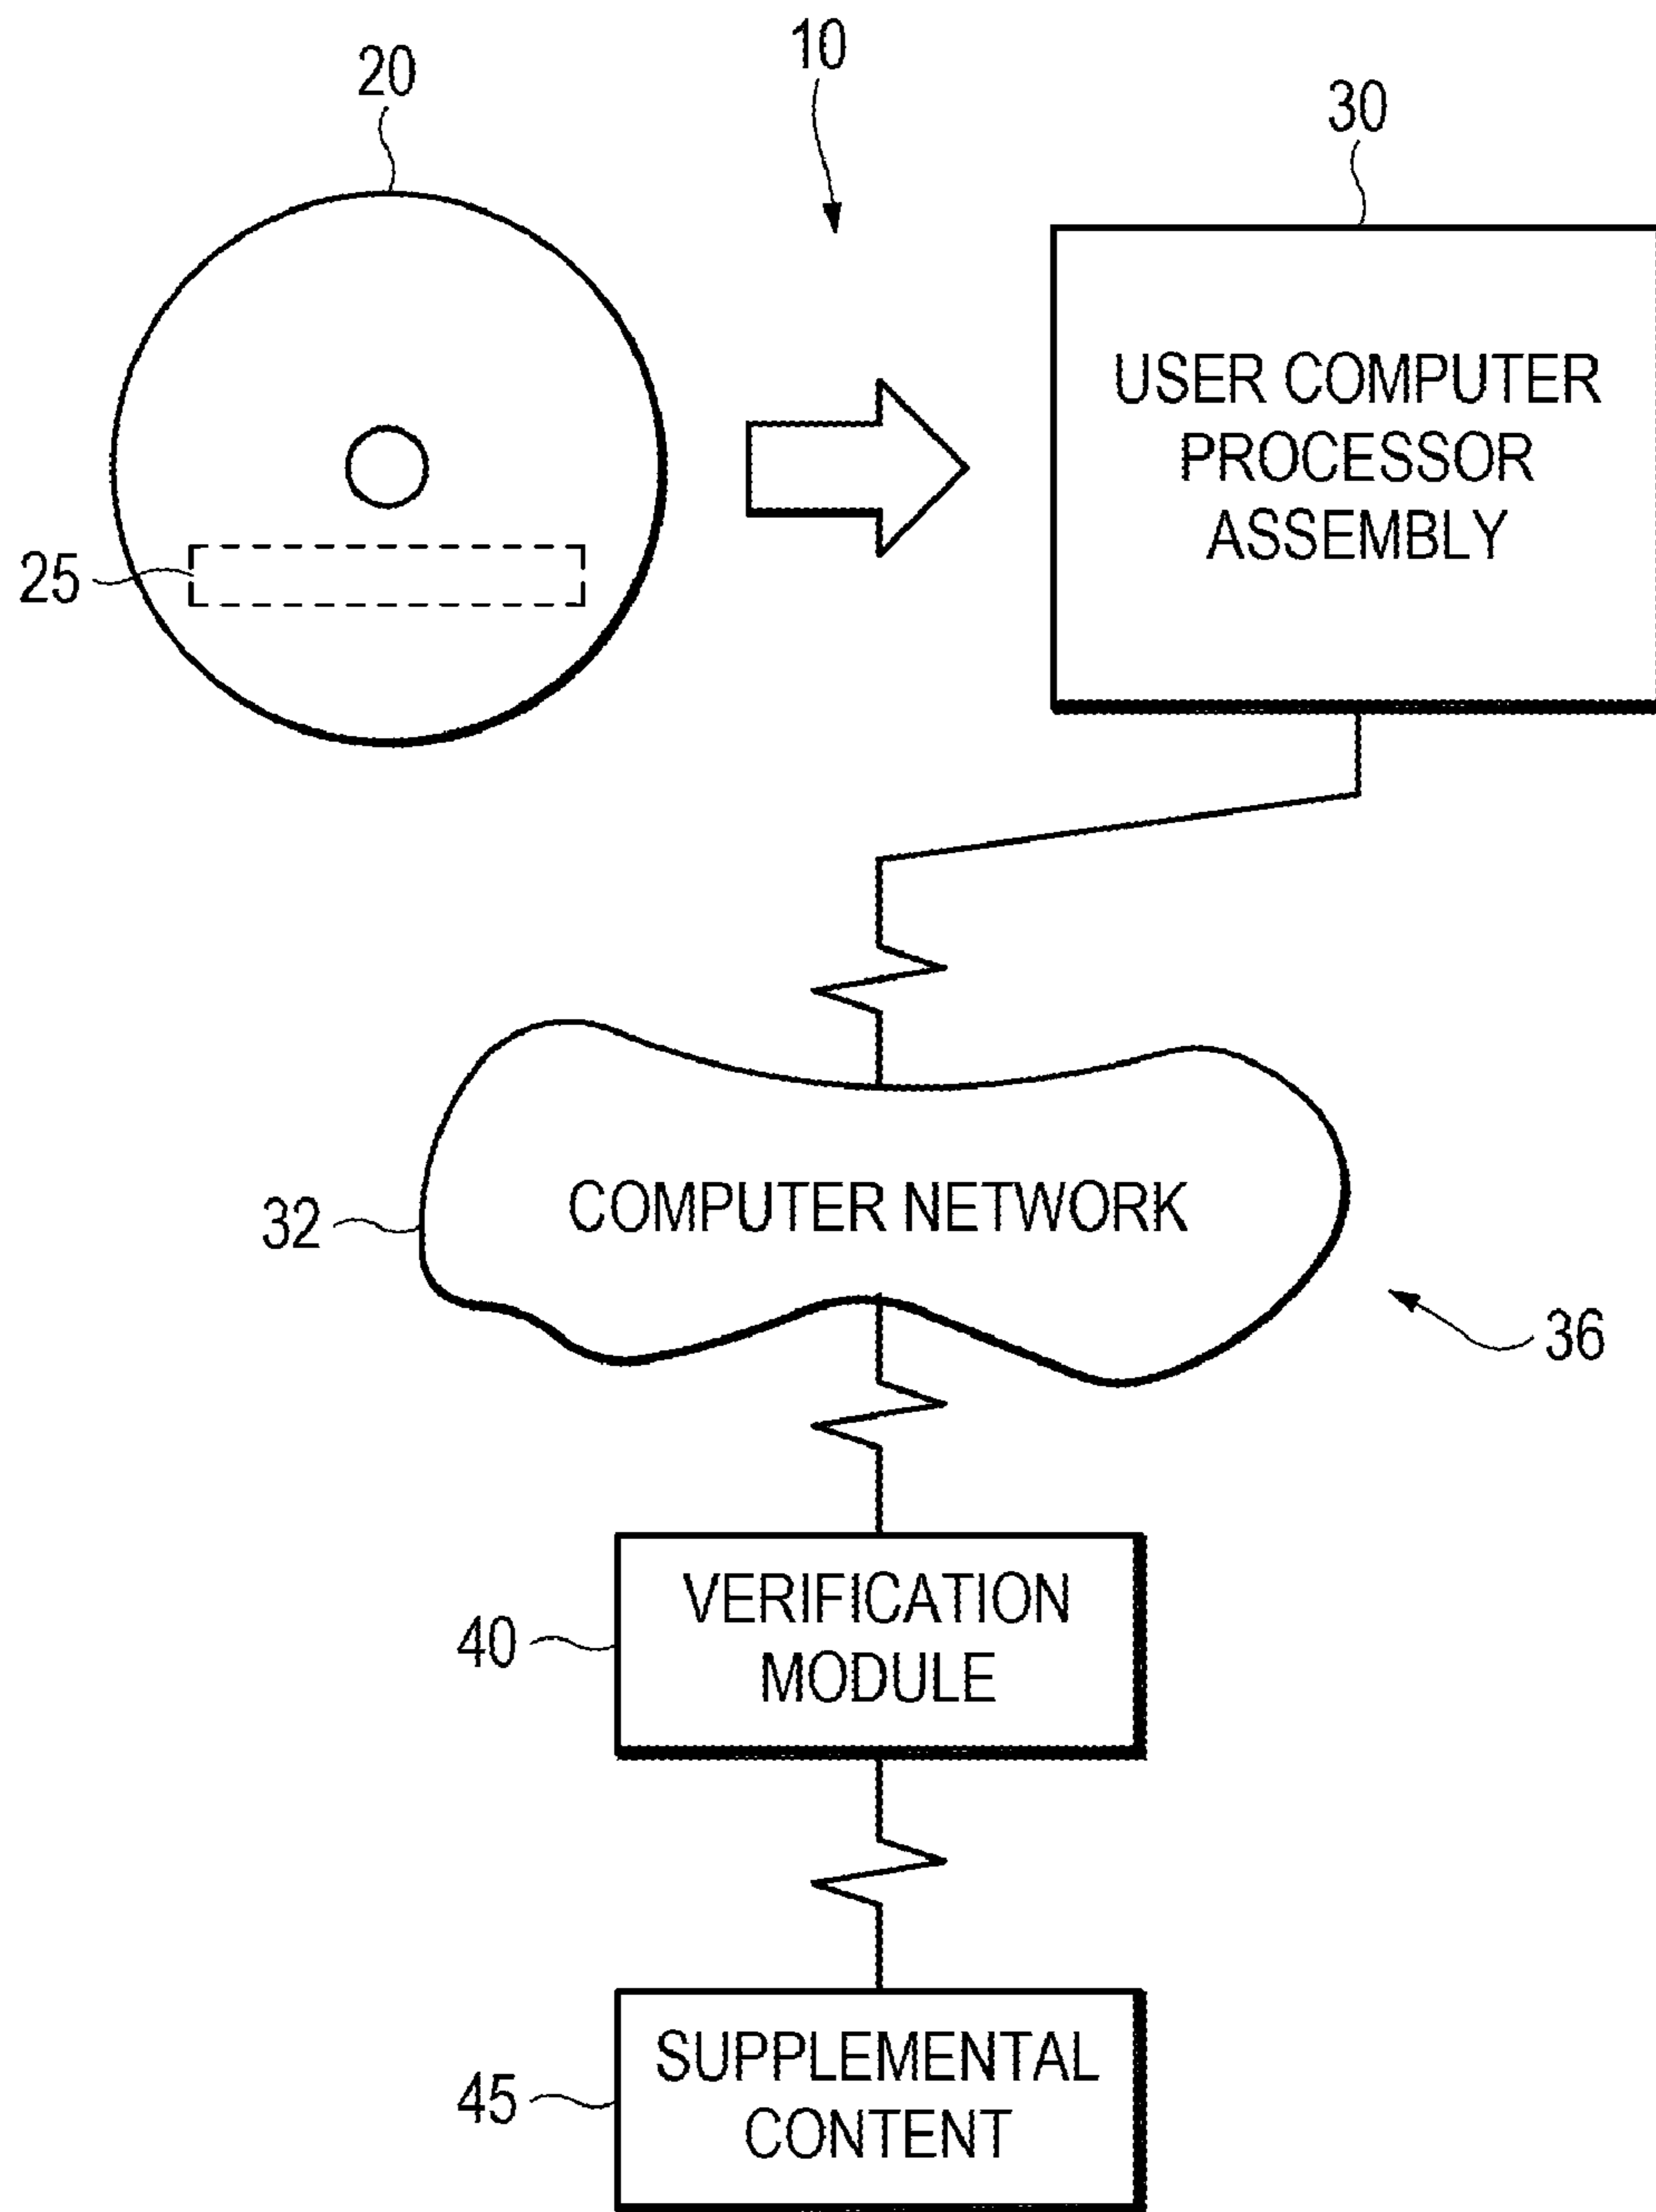 10
20
30
USER COMPUTER
PROCESSOR
ASSEMBLY
25
COMPUTER NETWORK
32
36
VERIFICATION
MODULE
40
SUPPLEMENTAL
CONTENT
45